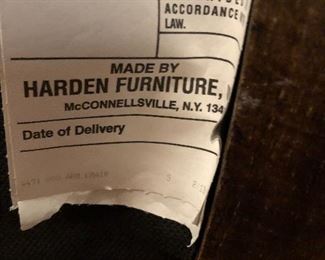 ACCORDANCE
LAW.
MADE BY
HARDEN FURNITURE,
McCONNELLSVILLE, N.Y. 134
Date of Delivery